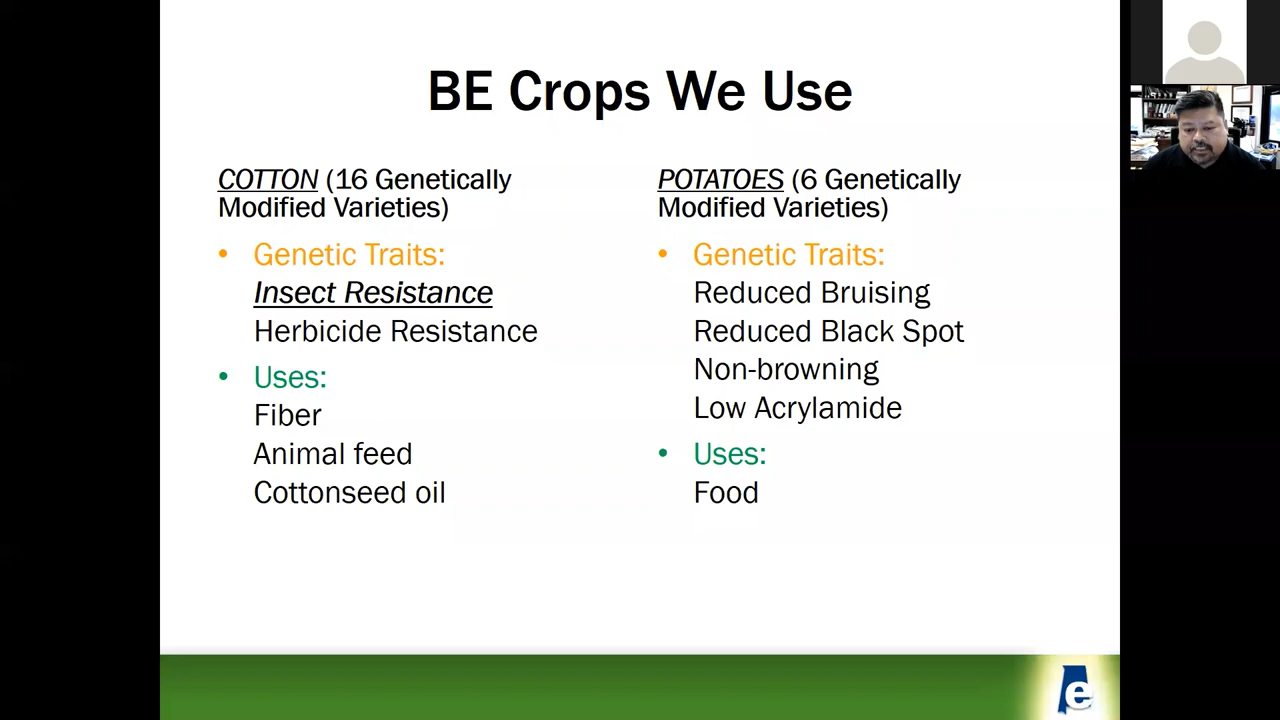 BE Crops We Use
COTTON (16 Genetically
Modified Varieties)
• Genetic Traits:
Insect Resistance
Herbicide Resistance
• Uses:
Fiber
Animal feed
Cottonseed oil
POTATOES (6 Genetically
Modified Varieties)
• Genetic Traits:
Reduced Bruising
Reduced Black Spot
Non-browning
Low Acrylamide
• Uses:
Food
e